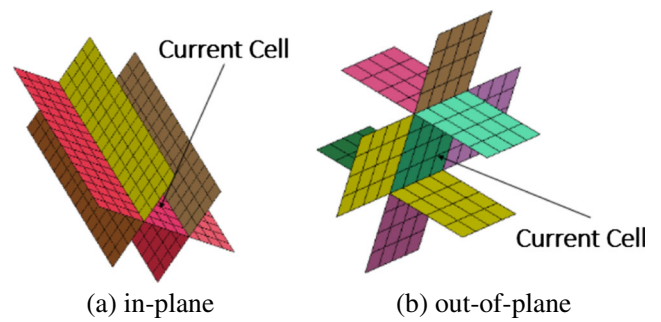 Current Cell
Current Cell
(a) in-plane
(b) out-of-plane